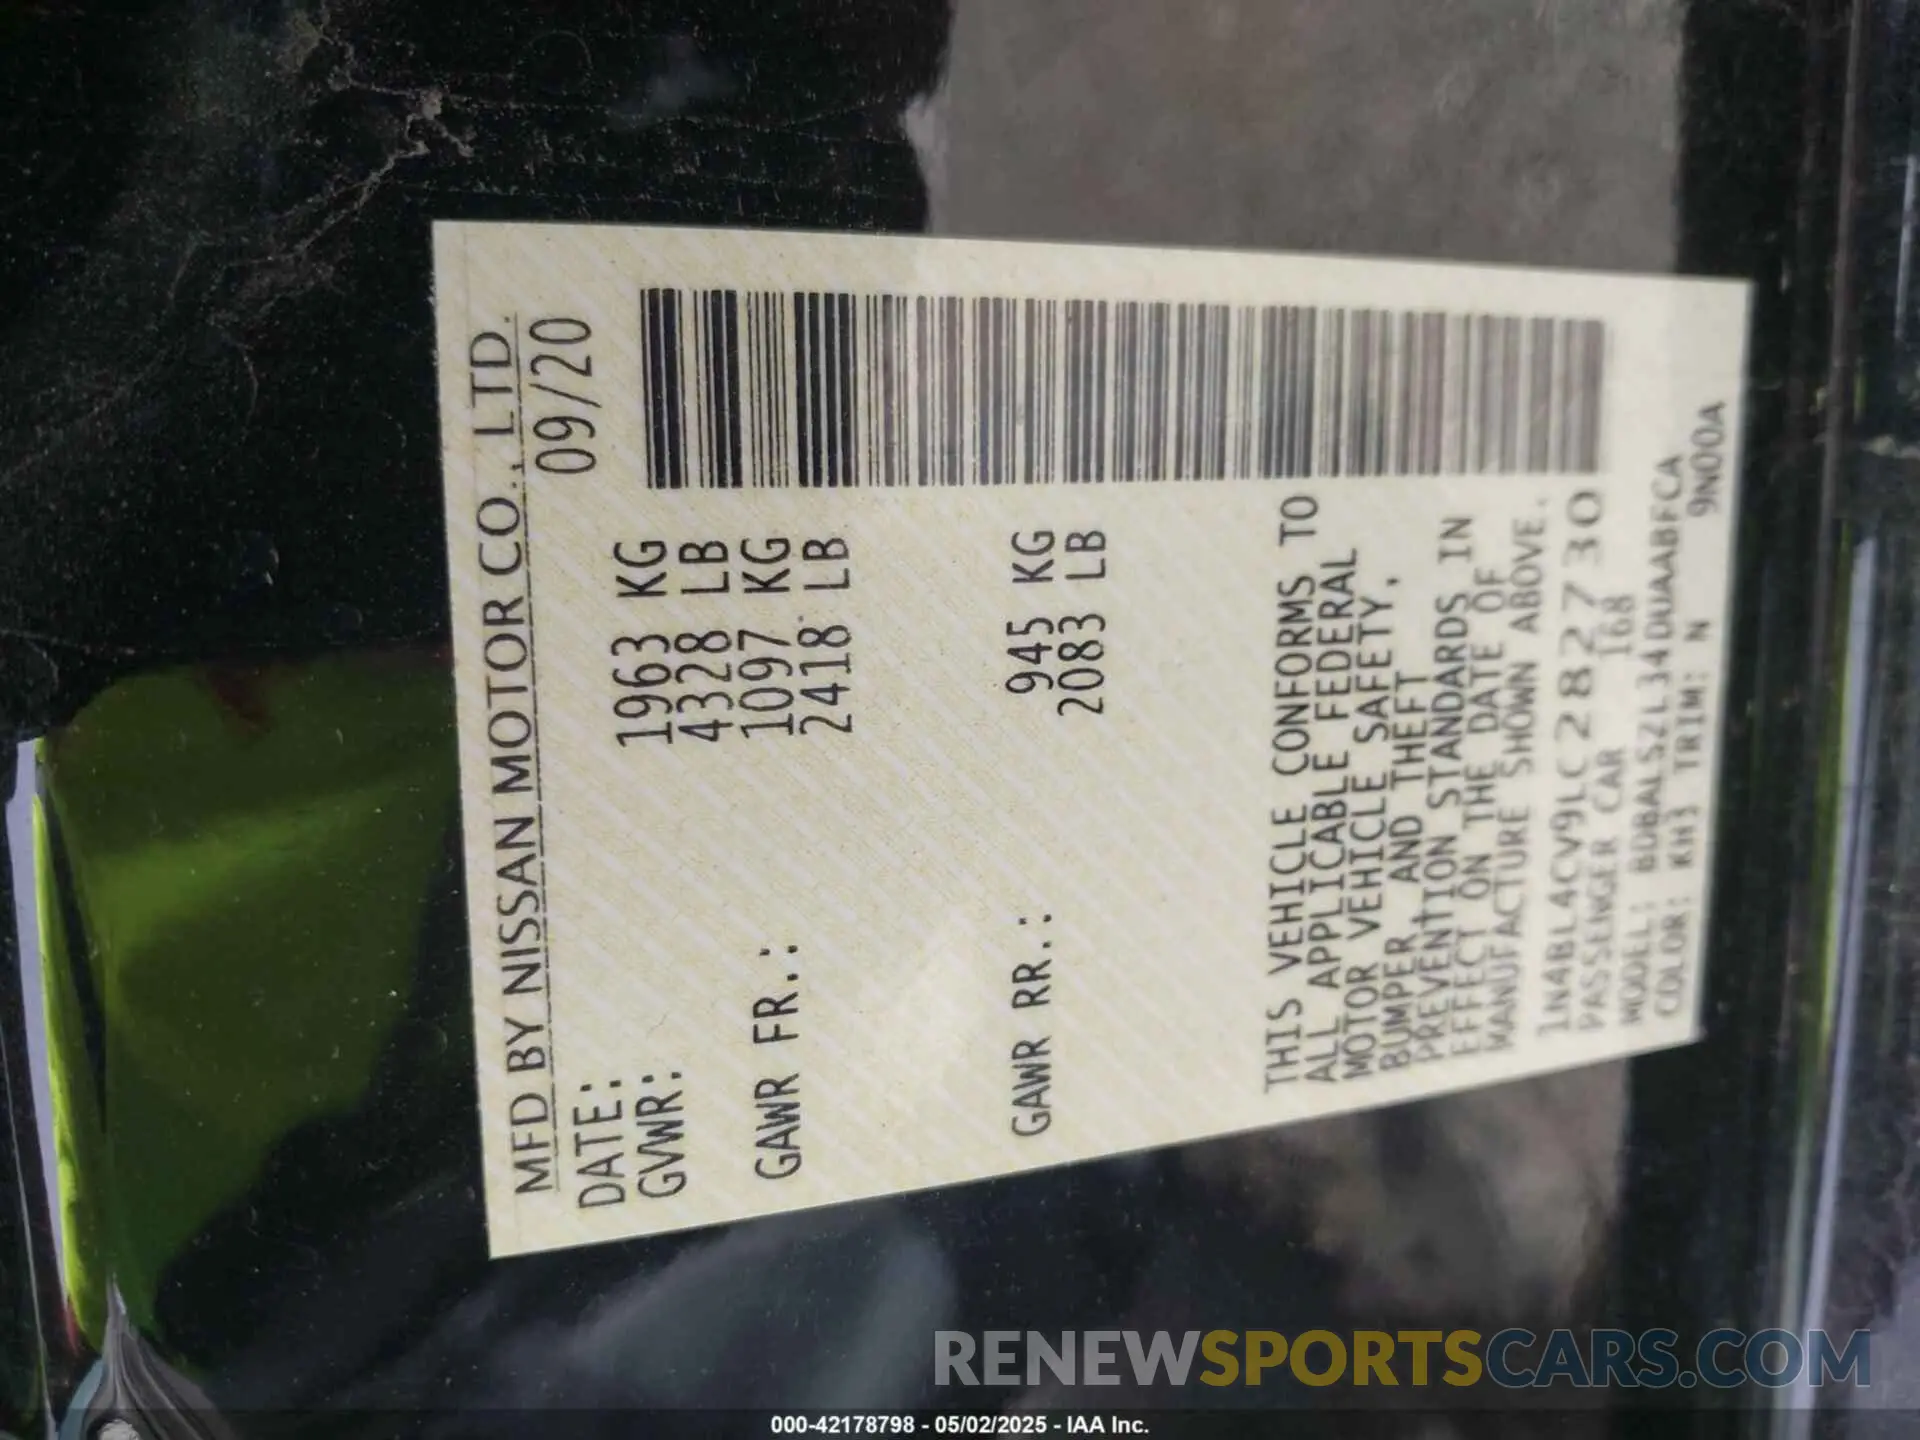 MFD BY NISSAN MOTOR CO., LTD.
DATE: 09/20
GVWR: 1963 KG
4328 LB
GAWR FR.: 1097 KG
2418 LB
GAWR RR.: 945 KG
2083 LB
THIS VEHICLE CONFORMS TO
ALL APPLICABLE FEDERAL
MOTOR VEHICLE SAFETY,
BUMPER, AND THEFT
PREVENTION STANDARDS IN
EFFECT ON THE DATE OF
MANUFACTURE SHOWN ABOVE.
1N4BL4CV9LC282730
PASSENGER CAR 168
MODEL: BDBALSZL34DUAABFCA
COLOR: KH3 TRIM: N 9N00A
RENEWSPORTSCARS.COM
000-42178798 - 05/02/2025 - IAA Inc.